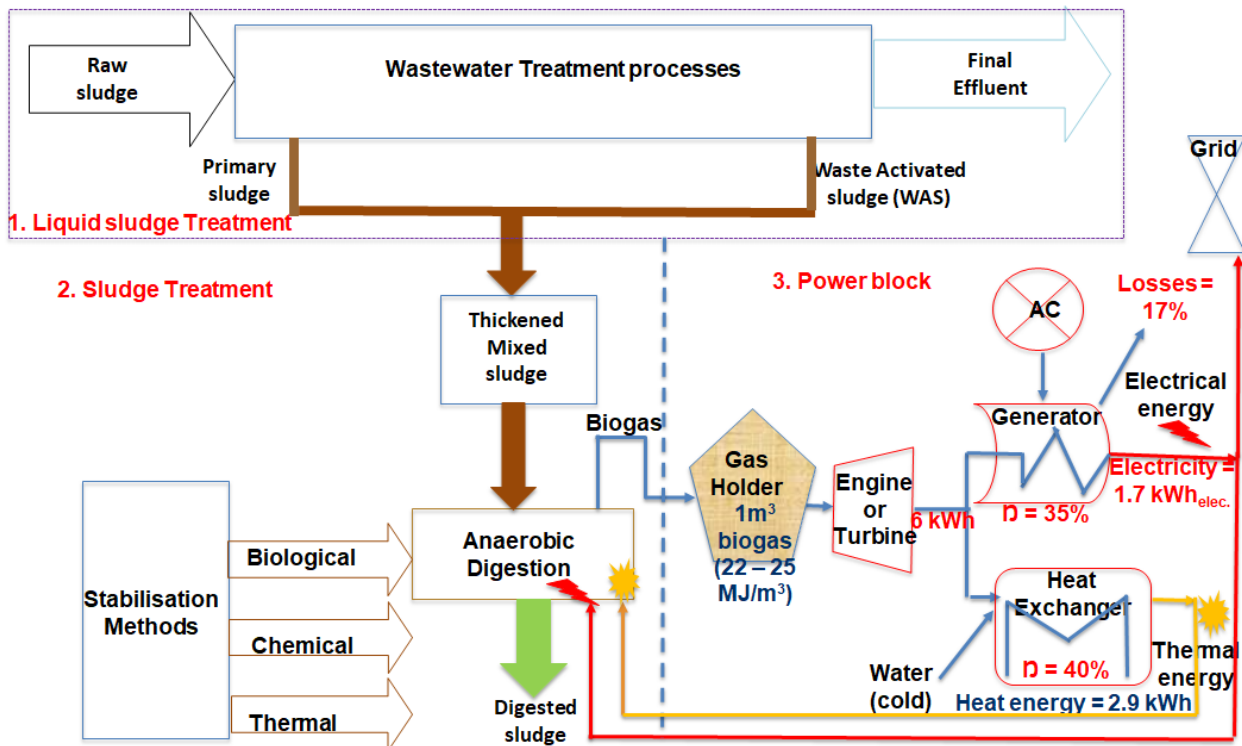 Raw
sludge
Wastewater Treatment processes
Final
Effluent
Primary
sludge
Waste Activated
sludge (WAS)
1. Liquid sludge Treatment
Grid
2. Sludge Treatment
3. Power block
Losses =
17%
AC
Thickened
Mixed
sludge
Electrical
energy
Biogas
Generator
Gas
Holder
1m³
biogas
(22 – 25
MJ/m³)
Engine
or
Turbine
6 kWh
Electricity =
1.7 kWhelec.
ղ = 35%
Stabilisation
Methods
Biological
Chemical
Thermal
Anaerobic
Digestion
Heat
Exchanger
ղ = 40%
Water
(cold)
Thermal
energy
Heat energy = 2.9 kWh
Digested
sludge